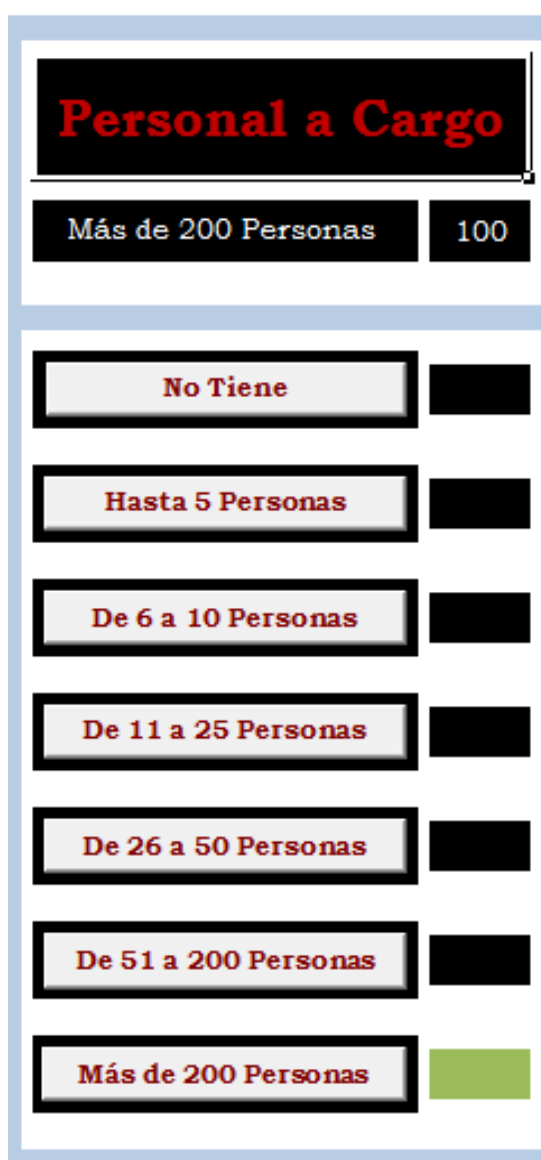 Personal a Cargo
Más de 200 Personas 100
No Tiene
Hasta 5 Personas
De 6 a 10 Personas
De 11 a 25 Personas
De 26 a 50 Personas
De 51 a 200 Personas
Más de 200 Personas